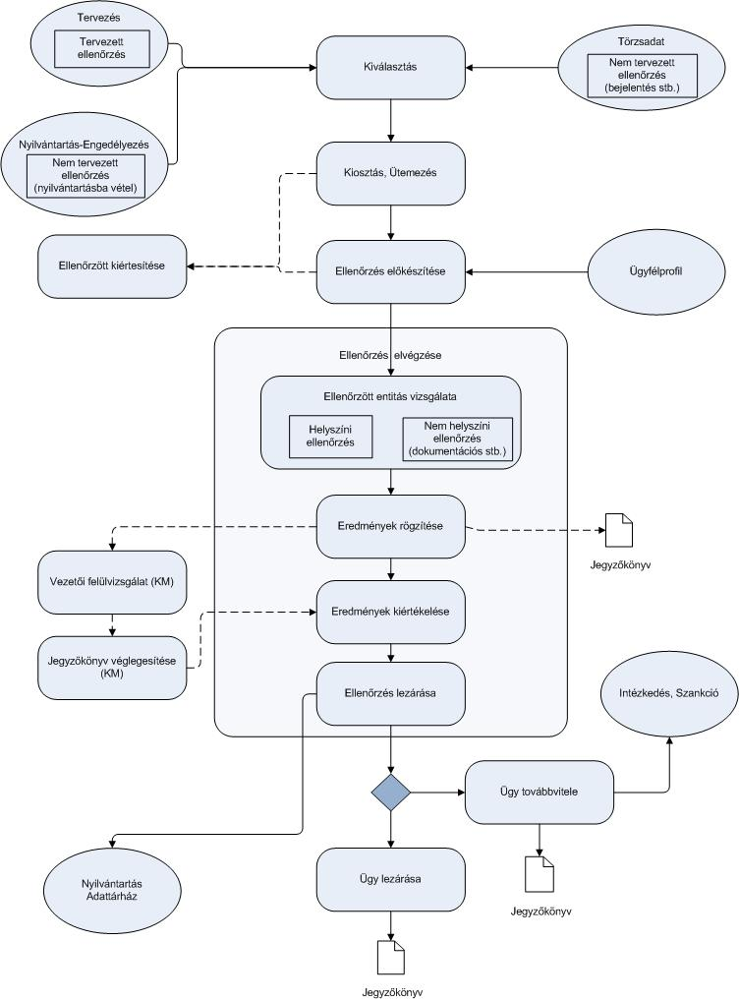 Tervezés
Tervezett
ellenőrzés
Kiválasztás
Törzsadat
Nem tervezett
ellenőrzés
(bejelentés stb.)
Nyilvántartás-Engedélyezés
Nem tervezett
ellenőrzés
(nyilvántartásba vétel)
Kiosztás, Ütemezés
Ellenőrzött kiértesítése
Ellenőrzés előkészítése
Ügyfélprofil
Ellenőrzés elvégzése
Ellenőrzött entitás vizsgálata
Helyszíni
ellenőrzés
Nem helyszíni
ellenőrzés
(dokumentációs stb.)
Eredmények rögzítése
Jegyzőkönyv
Vezetői felülvizsgálat (KM)
Eredmények kiértékelése
Jegyzőkönyv véglegesítése
(KM)
Ellenőrzés lezárása
Intézkedés, Szankció
Ügy továbbvitele
Nyilvántartás
Adattárház
Ügy lezárása
Jegyzőkönyv
Jegyzőkönyv